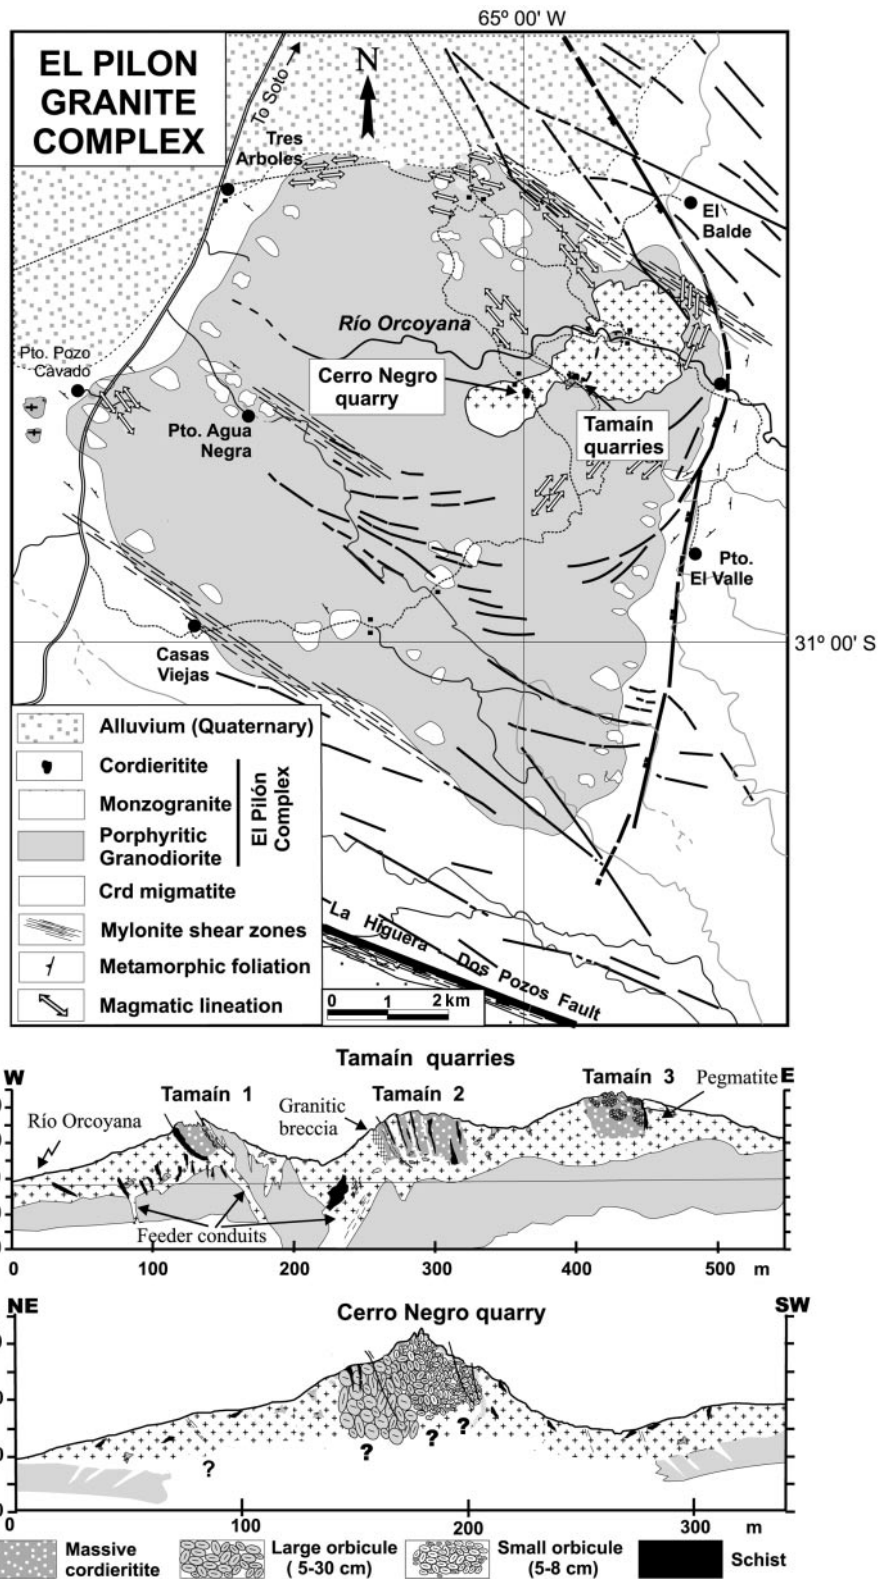 65º 00' W
EL PILON
GRANITE
COMPLEX
To Soto
N
Tres
Arboles
El
Balde
Río Orcoyana
Pto. Pozo
Cavado
Cerro Negro
quarry
Tamaín
quarries
Pto. Agua
Negra
Pto.
El Valle
31º 00' S
Casas
Viejas
Alluvium (Quaternary)
Cordieritite
Monzogranite
Porphyritic
Granodiorite
El Pilón
Complex
Crd migmatite
Mylonite shear zones
Metamorphic foliation
Magmatic lineation
La Higuera Dos Pozos Fault
0 1 2 km
Tamaín quarries
W
E
Tamaín 1
Tamaín 2
Tamaín 3
Pegmatite
Río Orcoyana
Granitic
breccia
Feeder conduits
0 100 200 300 400 500 m
NE
SW
Cerro Negro quarry
? ? ? ?
0 100 200 300 m
Massive
cordieritite
Large orbicule
( 5-30 cm)
Small orbicule
(5-8 cm)
Schist